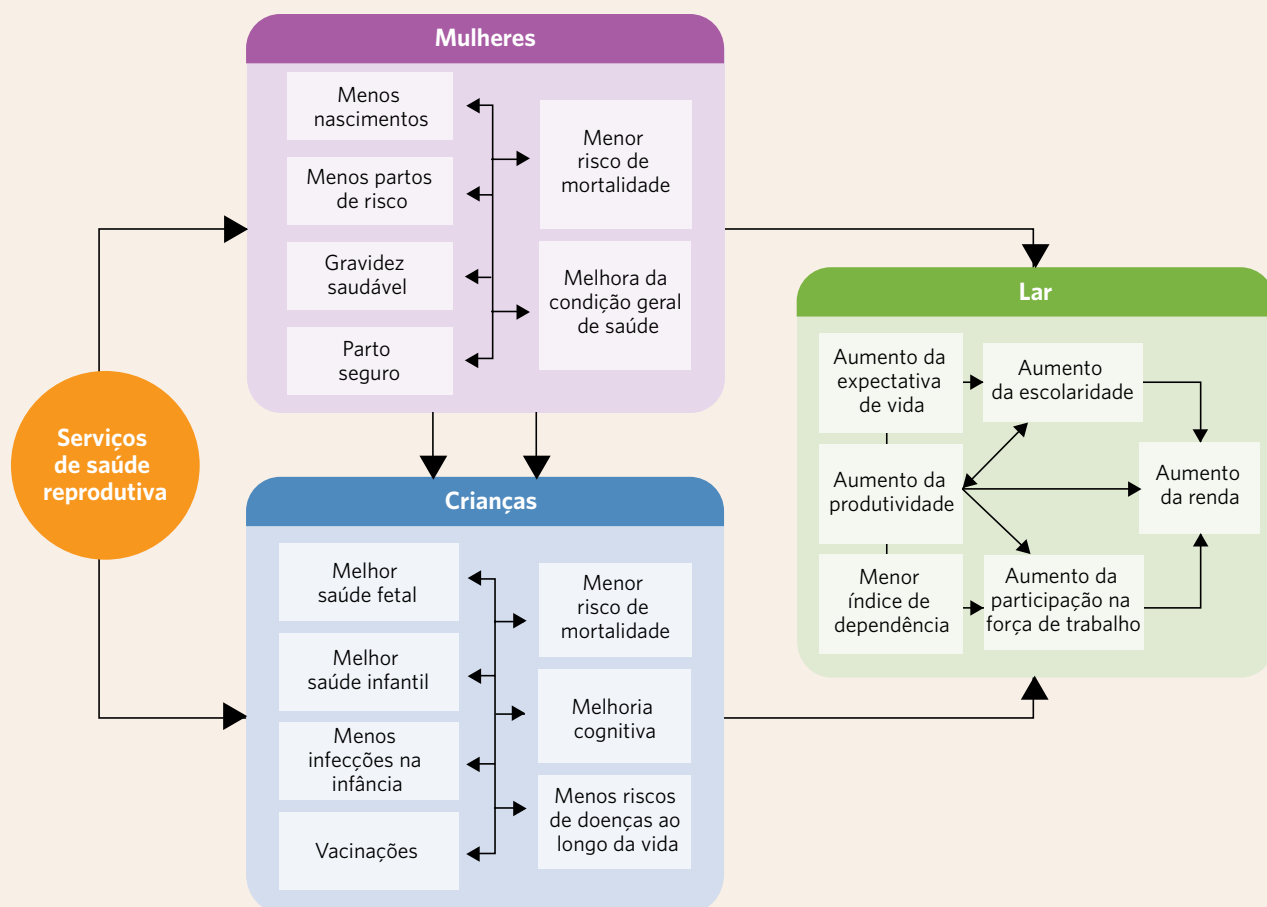 Mulheres
Menos
nascimentos
Menos partos
de risco
Gravidez
saudável
Parto
seguro
Menor
risco de
mortalidade
Melhora da
condição geral
de saúde
Serviços
de saúde
reprodutiva
Crianças
Melhor
saúde fetal
Melhor
saúde infantil
Menos
infecções na
infância
Vacinações
Menor
risco de
mortalidade
Melhoria
cognitiva
Menos riscos
de doenças ao
longo da vida
Lar
Aumento da
expectativa
de vida
Aumento da
produtividade
Menor
índice de
dependência
Aumento
da escolaridade
Aumento da
participação na
força de trabalho
Aumento
da renda